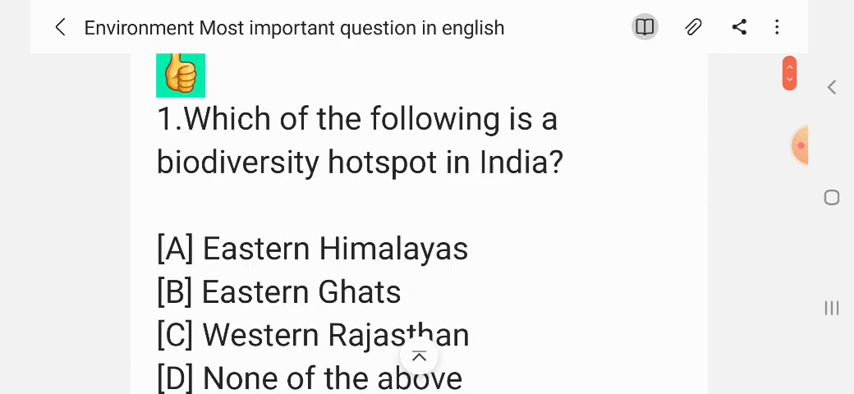 Environment Most important question in english
1.Which of the following is a
biodiversity hotspot in India?
[A] Eastern Himalayas
[B] Eastern Ghats
[C] Western Rajasthan
[D] None of the above